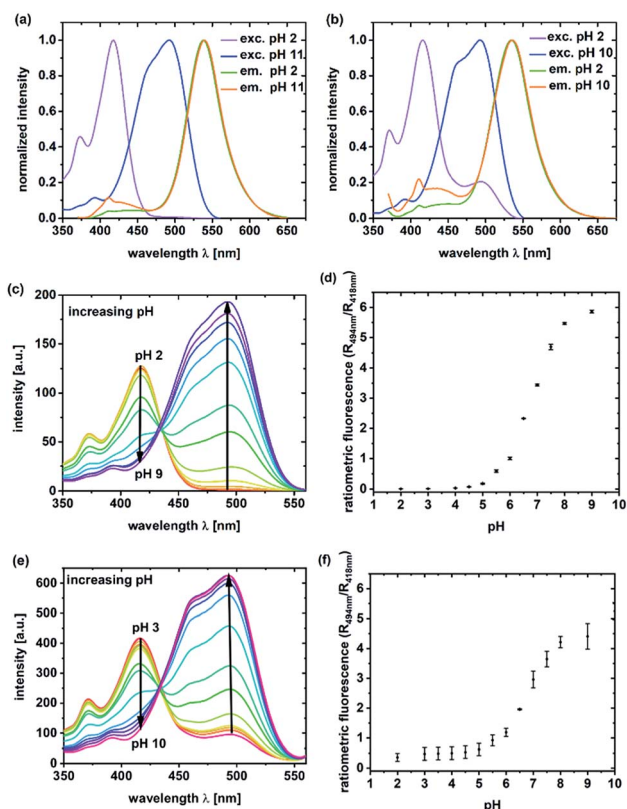 (a)
exc. pH 2
exc. pH 11
em. pH 2
em. pH 11
normalized intensity
1.0
0.8
0.6
0.4
0.2
0.0
350 400 450 500 550 600 650
wavelength λ [nm]
(b)
exc. pH 2
exc. pH 10
em. pH 2
em. pH 10
normalized intensity
1.0
0.8
0.6
0.4
0.2
0.0
350 400 450 500 550 600 650
wavelength λ [nm]
(c)
increasing pH
pH 2
pH 9
intensity [a.u.]
200
150
100
50
0
350 400 450 500 550
wavelength λ [nm]
(d)
ratiometric fluorescence (R494nm/R418nm)
6
5
4
3
2
1
0
1 2 3 4 5 6 7 8 9 10
pH
(e)
increasing pH
pH 3
pH 10
intensity [a.u.]
600
500
400
300
200
100
0
350 400 450 500 550
wavelength λ [nm]
(f)
ratiometric fluorescence (R494nm/R418nm)
6
5
4
3
2
1
0
1 2 3 4 5 6 7 8 9 10
pH